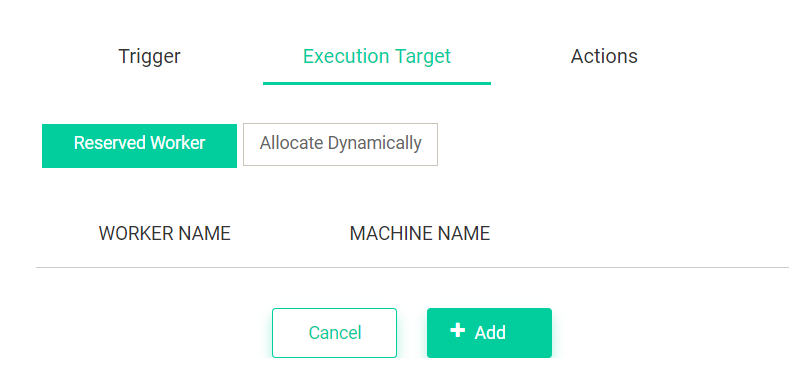 Trigger Execution Target Actions
Reserved Worker Allocate Dynamically
WORKER NAME MACHINE NAME
Cancel + Add